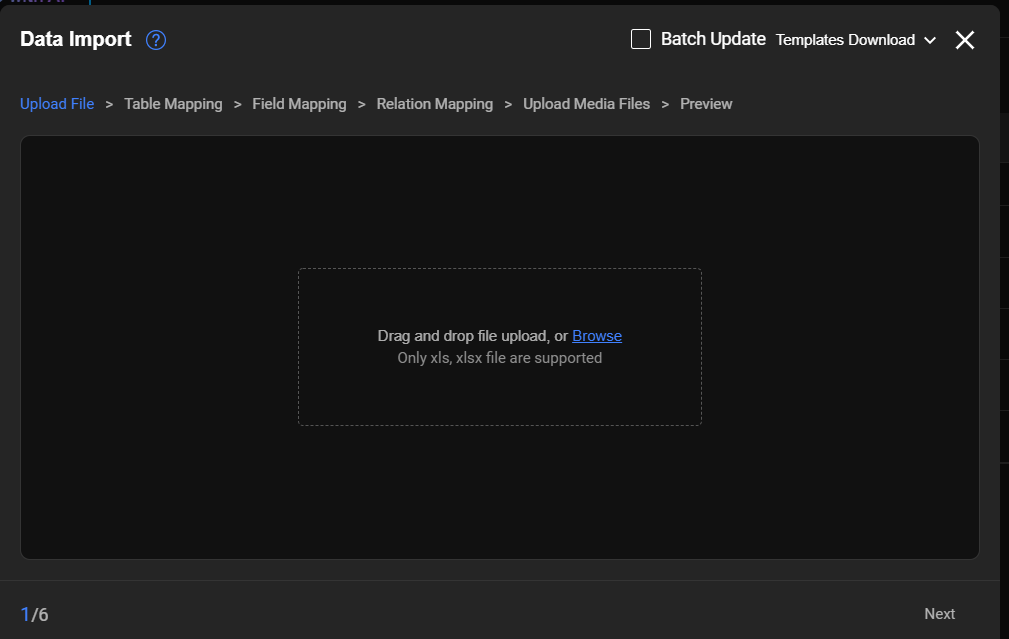 Data Import ?
Batch Update Templates Download
Upload File > Table Mapping > Field Mapping > Relation Mapping > Upload Media Files > Preview
Drag and drop file upload, or Browse
Only xls, xlsx file are supported
1/6
Next